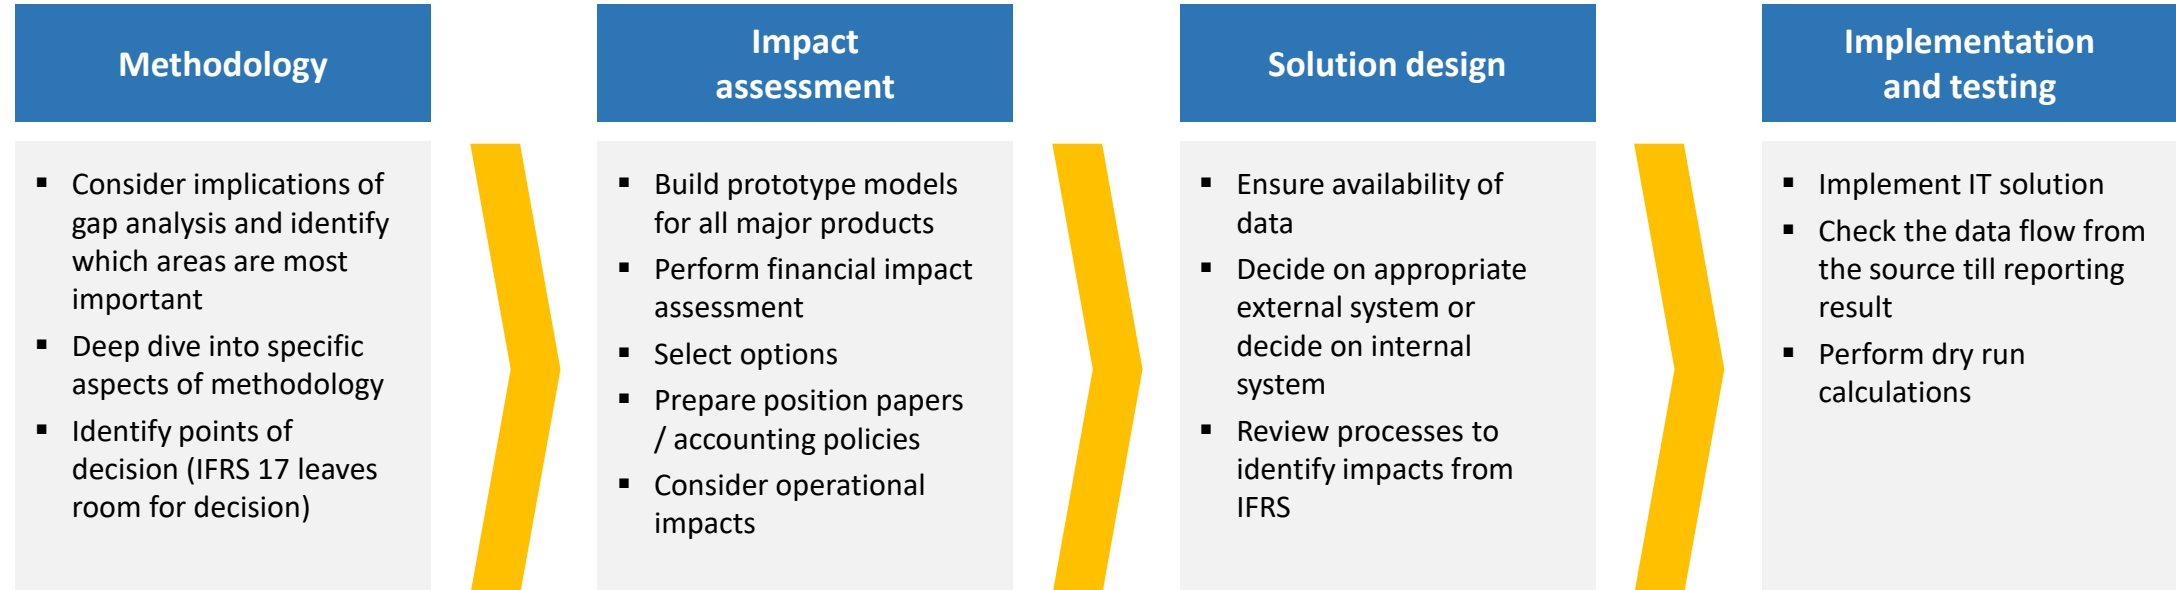 Methodology
▪ Consider implications of
gap analysis and identify
which areas are most
important
▪ Deep dive into specific
aspects of methodology
▪ Identify points of
decision (IFRS 17 leaves
room for decision)
Impact
assessment
▪ Build prototype models
for all major products
▪ Perform financial impact
assessment
▪ Select options
▪ Prepare position papers
/ accounting policies
▪ Consider operational
impacts
Solution design
▪ Ensure availability of
data
▪ Decide on appropriate
external system or
decide on internal
system
▪ Review processes to
identify impacts from
IFRS
Implementation
and testing
▪ Implement IT solution
▪ Check the data flow from
the source till reporting
result
▪ Perform dry run
calculations